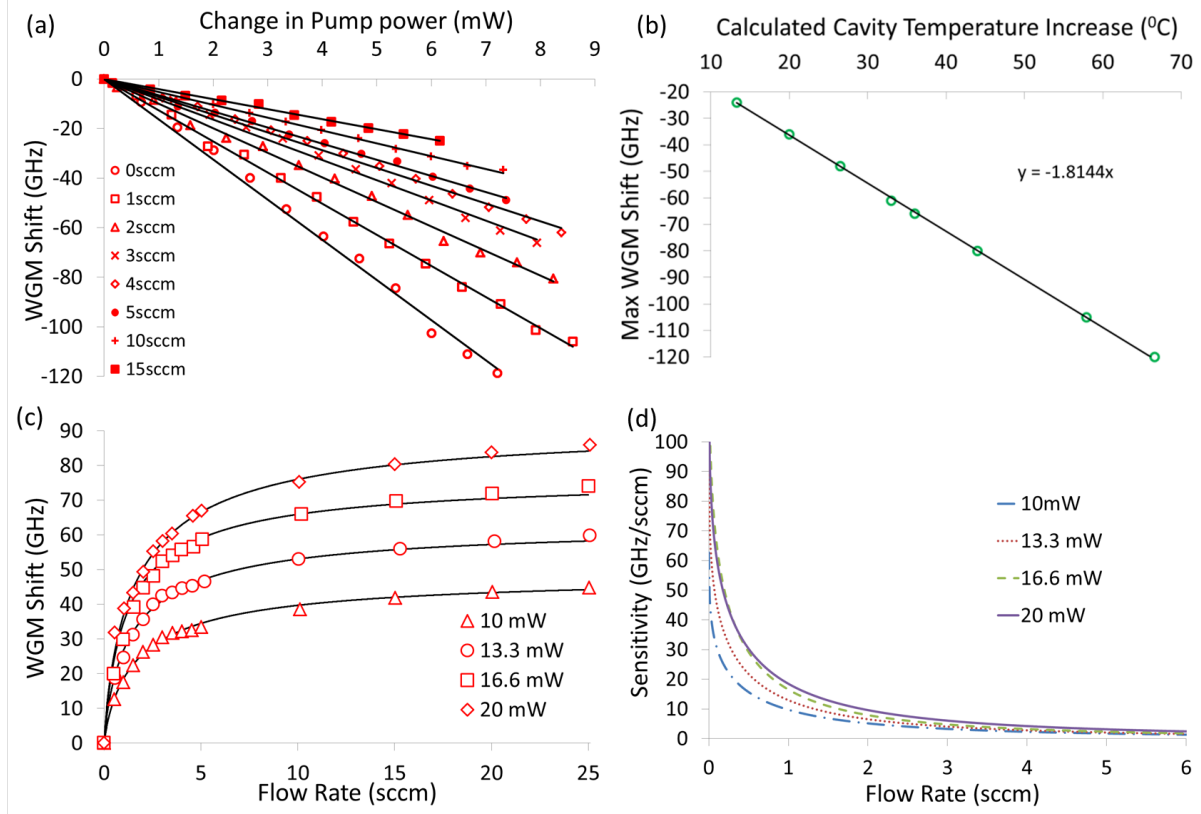 (a)
Change in Pump power (mW)
0 1 2 3 4 5 6 7 8 9
WGM Shift (GHz)
0
-20
-40
-60
-80
-100
-120
0sccm
1sccm
2sccm
3sccm
4sccm
5sccm
10sccm
15sccm
(b)
Calculated Cavity Temperature Increase (⁰C)
10 20 30 40 50 60 70
Max WGM Shift (GHz)
-20
-30
-40
-50
-60
-70
-80
-90
-100
-110
-120
y = -1.8144x
(c)
WGM Shift (GHz)
90
80
70
60
50
40
30
20
10
0
10 mW
13.3 mW
16.6 mW
20 mW
0 5 10 15 20 25
Flow Rate (sccm)
(d)
Sensitivity (GHz/sccm)
100
90
80
70
60
50
40
30
20
10
0
10mW
13.3 mW
16.6 mW
20 mW
0 1 2 3 4 5 6
Flow Rate (sccm)